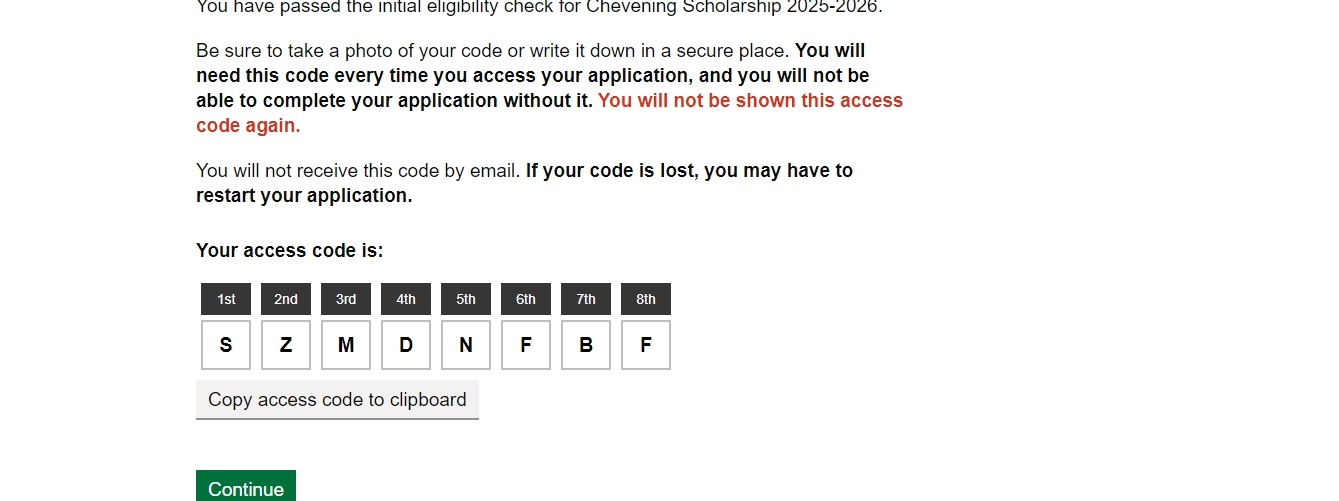 You have passed the initial eligibility check for Chevening Scholarship 2025-2026.
Be sure to take a photo of your code or write it down in a secure place. You will
need this code every time you access your application, and you will not be
able to complete your application without it. You will not be shown this access
code again.
You will not receive this code by email. If your code is lost, you may have to
restart your application.
Your access code is:
1st 2nd 3rd 4th 5th 6th 7th 8th
S Z M D N F B F
Copy access code to clipboard
Continue